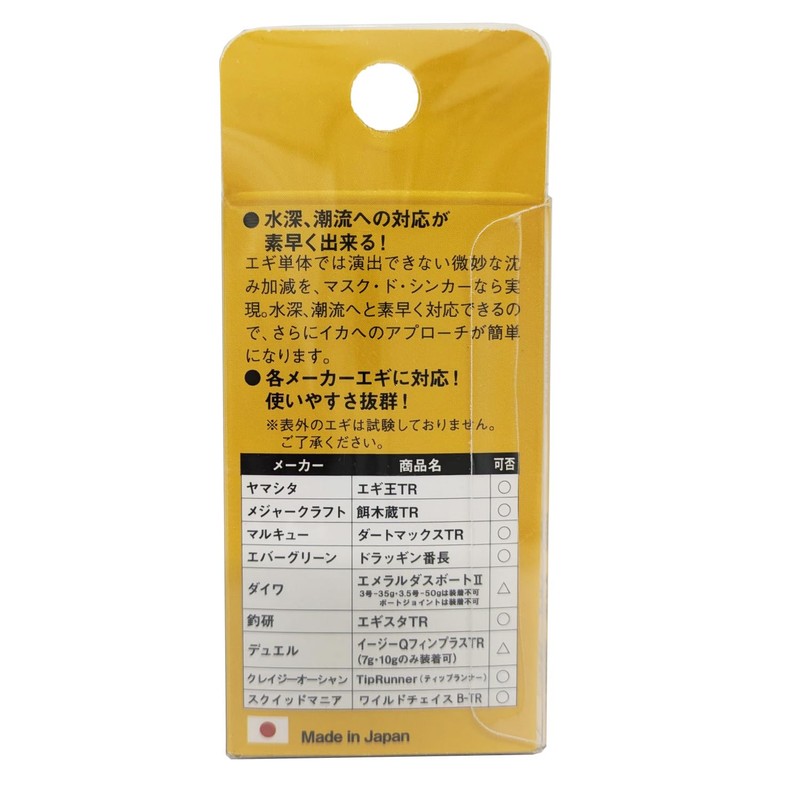 ● 水深、潮流への対応が
素早く出来る！
エギ単体では演出できない微妙な沈
み加減を、マスク・ド・シンカーなら実
現。水深、潮流へと素早く対応できるの
で、さらにイカへのアプローチが簡単
になります。
● 各メーカーエギに対応！
使いやすさ抜群！
※表外のエギは試験しておりません。
ご了承ください。
メーカー 商品名 可否
ヤマシタ エギ王TR ○
メジャークラフト 餌木蔵TR ○
マルキュー ダートマックスTR ○
エバーグリーン ドラッギン番長 ○
ダイワ エメラルダスボートⅡ △
3号-35g・3.5号-50gは装着不可
ボートジョイントは装着不可
釣研 エギスタTR ○
デュエル イージーQフィンプラスTR △
(7g・10gのみ装着可)
クレイジーオーシャン TipRunner(ティップランナー) ○
スクイッドマニア ワイルドチェイス B-TR ○
Made in Japan